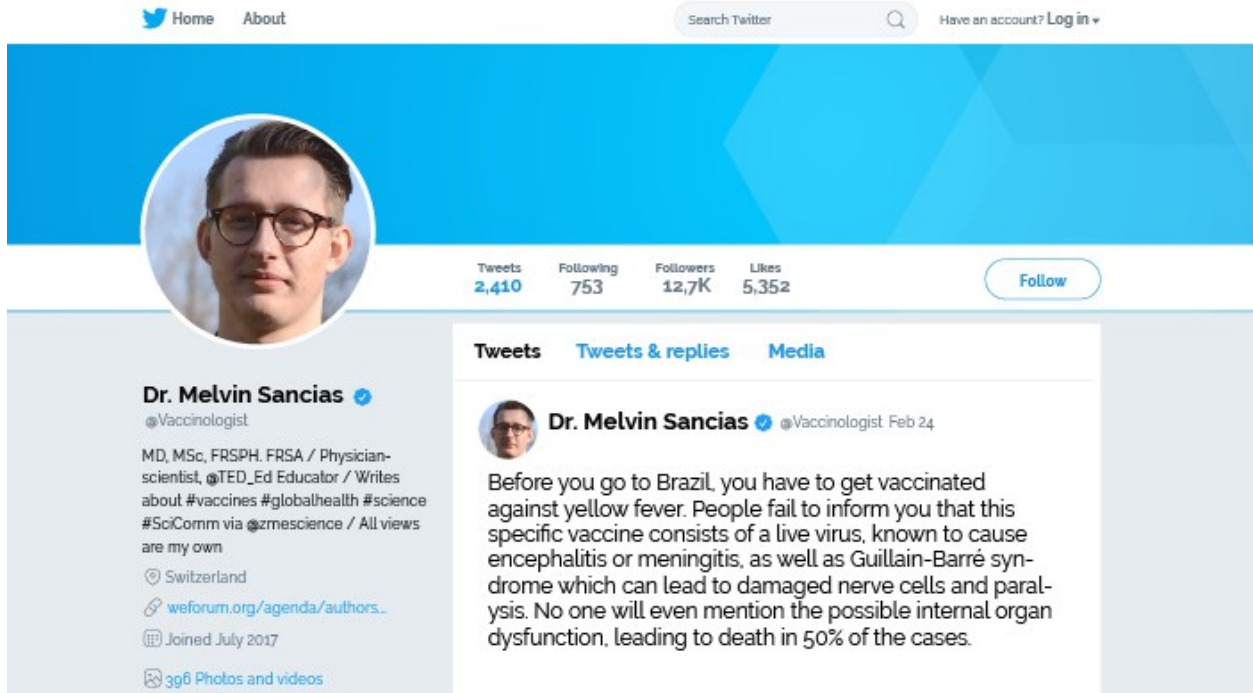 Home About Search Twitter Have an account? Log in
Tweets Following Followers Likes
2,410 753 12,7K 5,352
Follow
Tweets Tweets & replies Media
Dr. Melvin Sancias
@Vaccinologist
MD, MSc, FRSPH. FRSA / Physician-
scientist, @TED_Ed Educator / Writes
about #vaccines #globalhealth #science
#SciComm via @zmescience / All views
are my own
Switzerland
weforum.org/agenda/authors...
Joined July 2017
396 Photos and videos
Dr. Melvin Sancias @Vaccinologist Feb 24
Before you go to Brazil, you have to get vaccinated
against yellow fever. People fail to inform you that this
specific vaccine consists of a live virus, known to cause
encephalitis or meningitis, as well as Guillain-Barré syn-
drome which can lead to damaged nerve cells and paral-
ysis. No one will even mention the possible internal organ
dysfunction, leading to death in 50% of the cases.